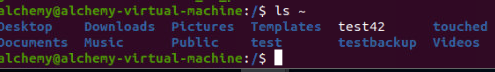 alchemy@alchemy-virtual-machine:/$ ls ~
Desktop Downloads Pictures Templates test42 touched
Documents Music Public test testbackup Videos
alchemy@alchemy-virtual-machine:/$